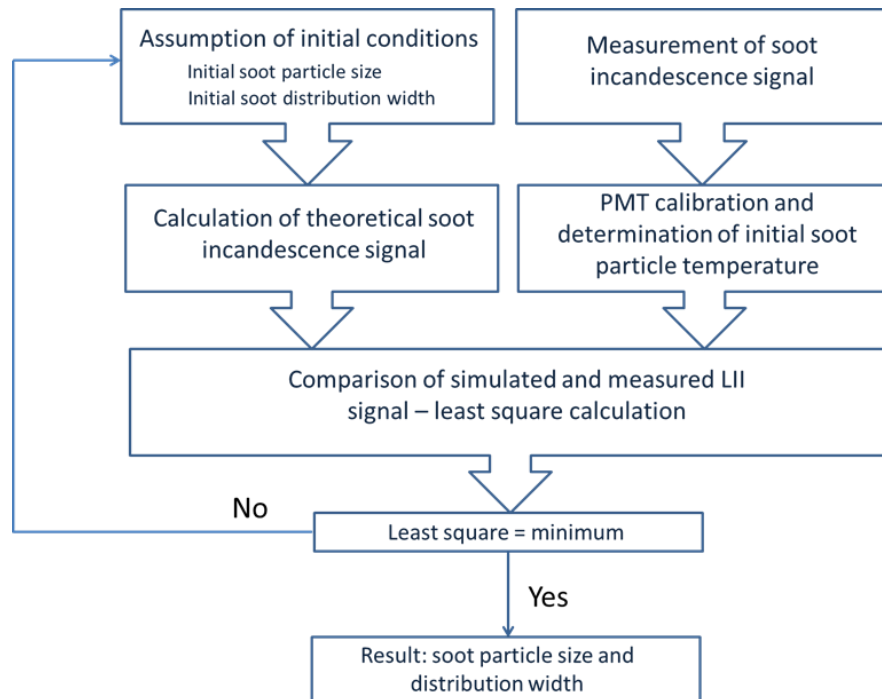 Assumption of initial conditions
Initial soot particle size
Initial soot distribution width
Measurement of soot
incandescence signal
Calculation of theoretical soot
incandescence signal
PMT calibration and
determination of initial soot
particle temperature
Comparison of simulated and measured LII
signal – least square calculation
No
Least square = minimum
Yes
Result: soot particle size and
distribution width